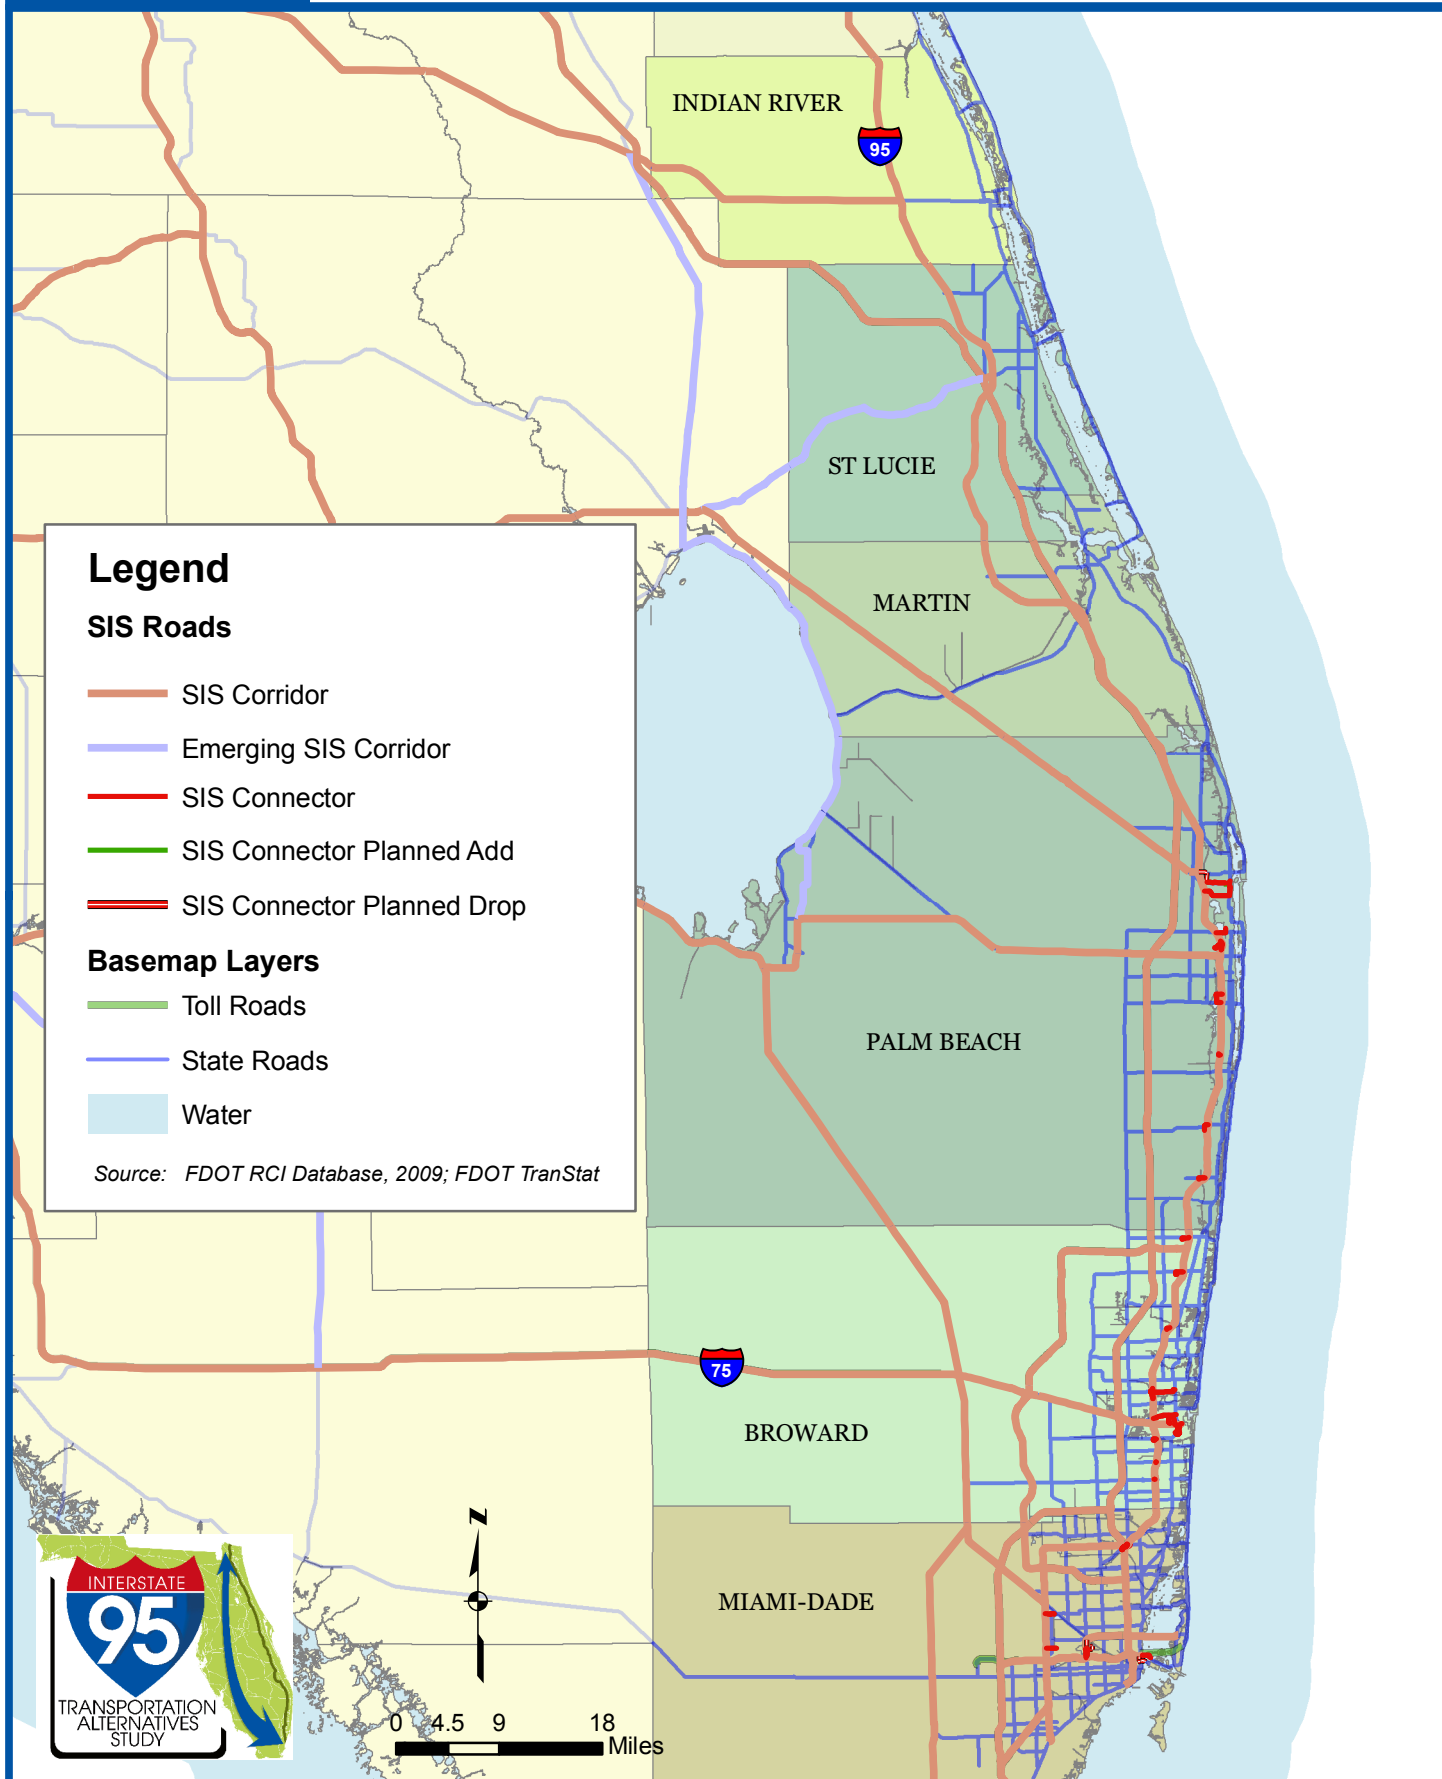 INDIAN RIVER
95
ST LUCIE
MARTIN
Legend
SIS Roads
SIS Corridor
Emerging SIS Corridor
SIS Connector
SIS Connector Planned Add
SIS Connector Planned Drop
Basemap Layers
Toll Roads
State Roads
Water
Source: FDOT RCI Database, 2009; FDOT TranStat
PALM BEACH
75
BROWARD
MIAMI-DADE
N
INTERSTATE
95
TRANSPORTATION
ALTERNATIVES
STUDY
0 4.5 9 18
Miles